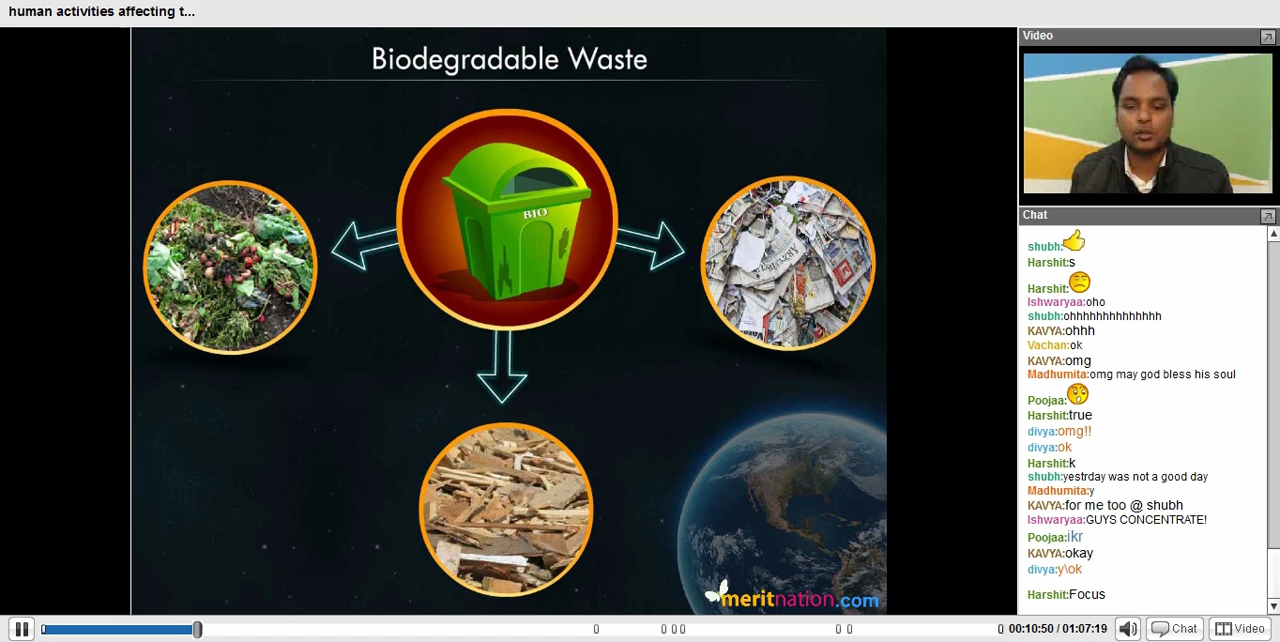 human activities affecting t...
Biodegradable Waste
BIO
meritnation.com
Video
Chat
shubh:
Harshit:s
Harshit:
Ishwaryaa:oho
shubh:ohhhhhhhhhhhhhh
KAVYA:ohhh
Vachan:ok
KAVYA:omg
Madhumita:omg may god bless his soul
Poojaa:
Harshit:true
divya:omg!!
divya:ok
Harshit:k
shubh:yestrday was not a good day
Madhumita:y
KAVYA:for me too @ shubh
Ishwaryaa:GUYS CONCENTRATE!
Poojaa:ikr
KAVYA:okay
divya:y\ok
Harshit:Focus
00:10:50 / 01:07:19
Chat
Video